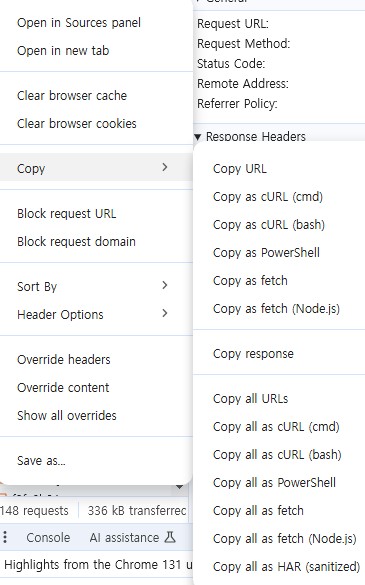 Open in Sources panel
Open in new tab
Clear browser cache
Clear browser cookies
Copy
Block request URL
Block request domain
Sort By
Header Options
Override headers
Override content
Show all overrides
Save as...
Request URL:
Request Method:
Status Code:
Remote Address:
Referrer Policy:
Response Headers
Copy URL
Copy as cURL (cmd)
Copy as cURL (bash)
Copy as PowerShell
Copy as fetch
Copy as fetch (Node.js)
Copy response
Copy all URLs
Copy all as cURL (cmd)
Copy all as cURL (bash)
Copy all as PowerShell
Copy all as fetch
Copy all as fetch (Node.js)
Copy all as HAR (sanitized)
148 requests 336 kB transferrec
Console AI assistance
Highlights from the Chrome 131 u